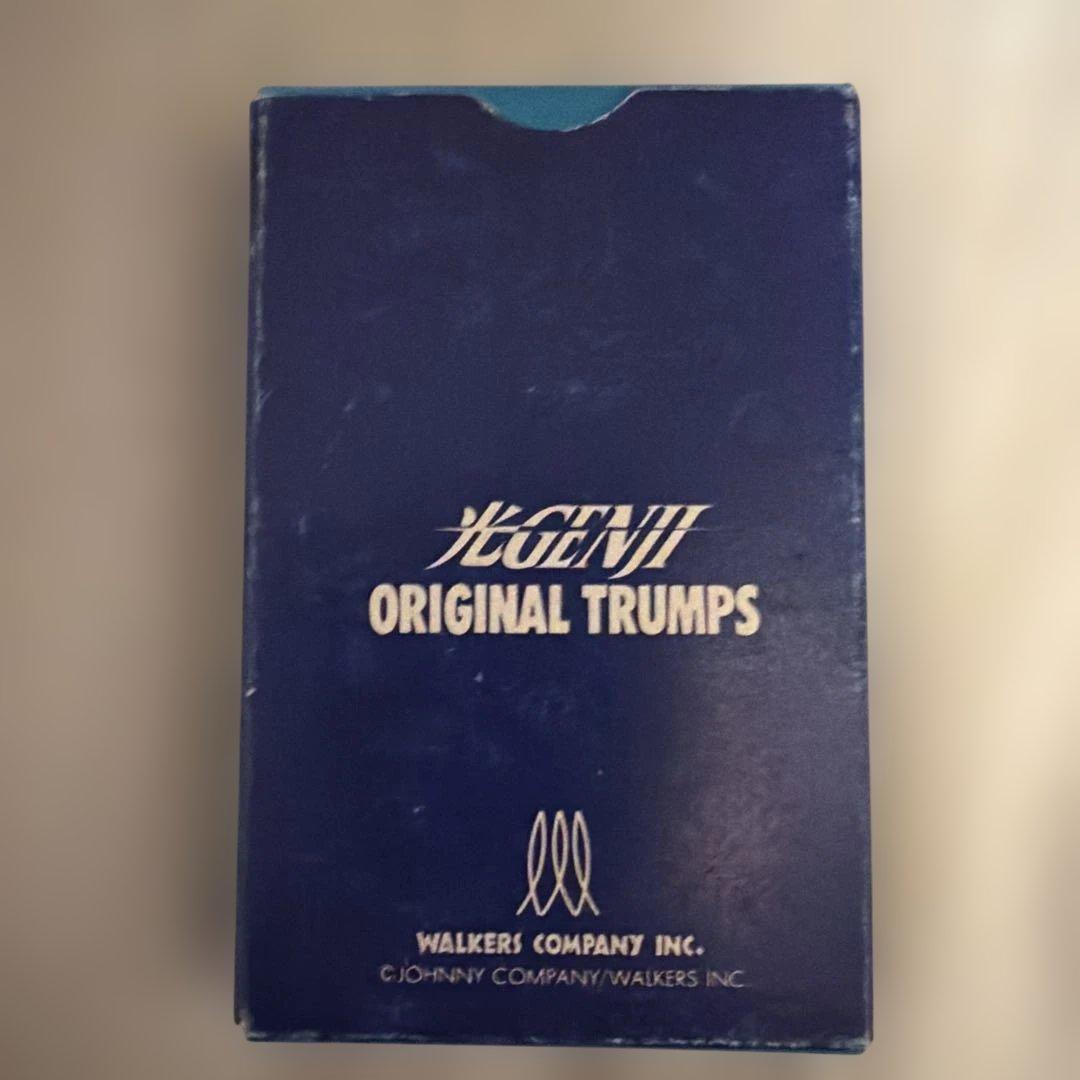 光GENJI
ORIGINAL TRUMPS
WALKERS COMPANY INC.
©JOHNNY COMPANY/WALKERS INC.